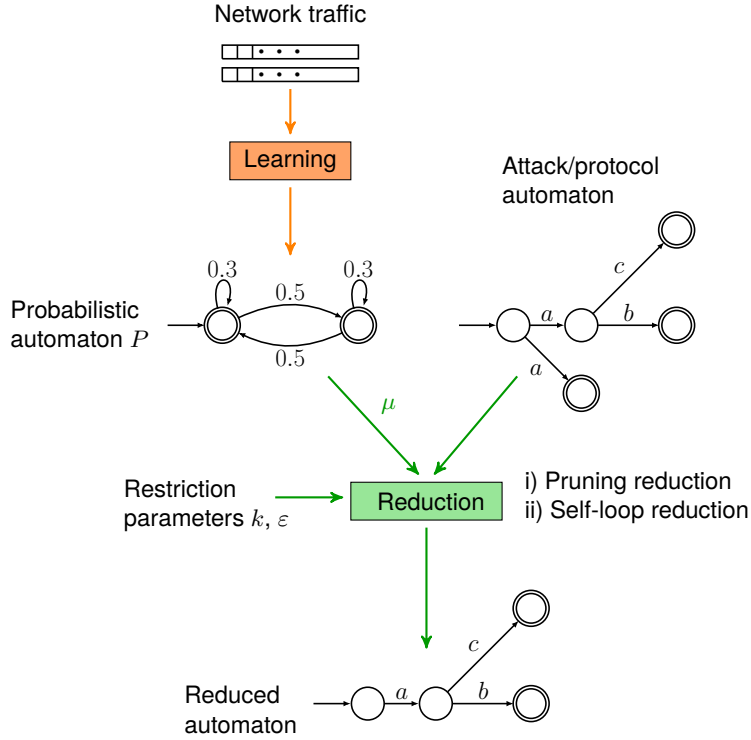 Network traffic
Learning
Attack/protocol
automaton
0.3
0.3
0.5
0.5
Probabilistic
automaton P
c
a
b
a
μ
Restriction
parameters k, ε
Reduction
i) Pruning reduction
ii) Self-loop reduction
c
a
b
Reduced
automaton